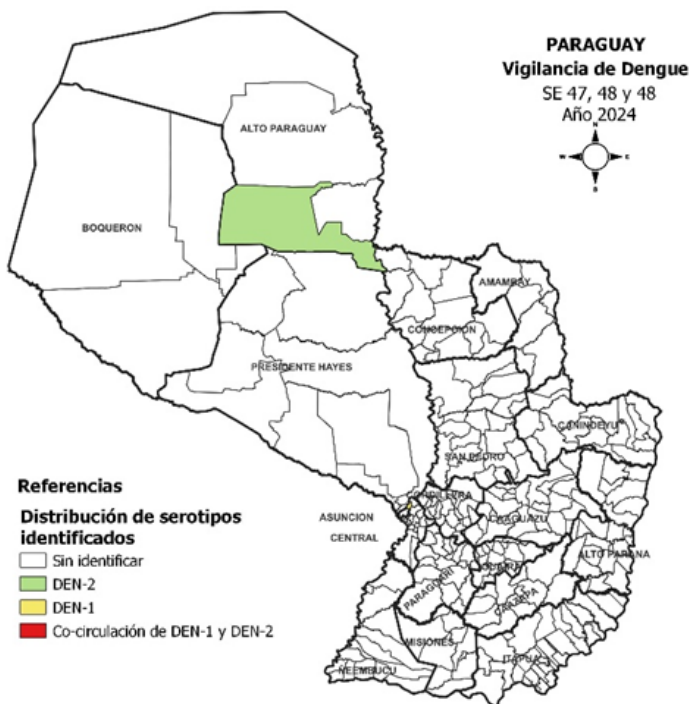 PARAGUAY
Vigilancia de Dengue
SE 47, 48 y 48
Año 2024
N
W E
S
ALTO PARAGUAY
BOQUERON
AMAMBAY
CONCEPCION
PRESIDENTE HAYES
CANINDEYU
SAN PEDRO
CORDILLERA
ASUNCION
CAAGUAZU
CENTRAL
ALTO PARANA
GUAIRA
PARAGUARI
CAAZAPA
MISIONES
ITAPUA
ÑEEMBUCU
Referencias
Distribución de serotipos
identificados
Sin identificar
DEN-2
DEN-1
Co-circulación de DEN-1 y DEN-2